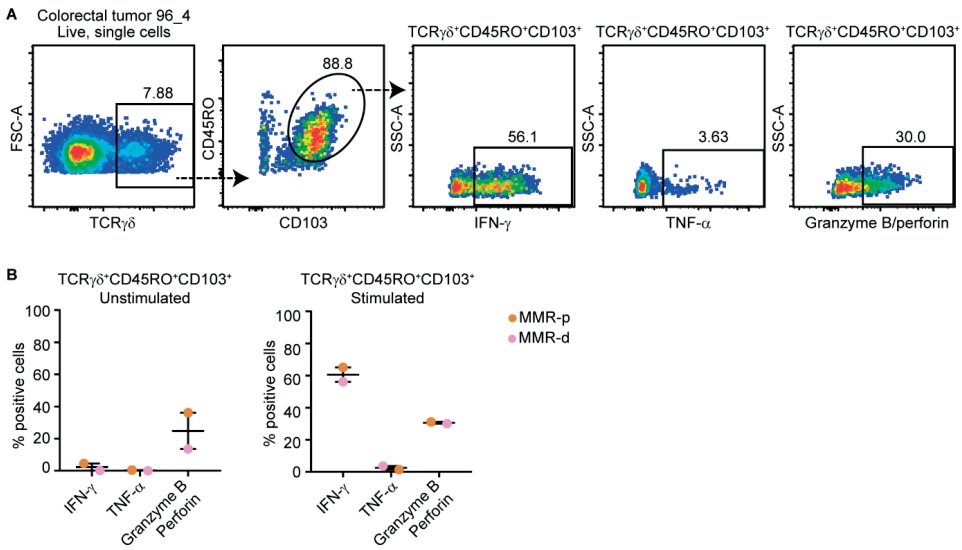 A
Colorectal tumor 96_4
Live, single cells
TCRγδ⁺CD45RO⁺CD103⁺
TCRγδ⁺CD45RO⁺CD103⁺
TCRγδ⁺CD45RO⁺CD103⁺
7.88
88.8
56.1
3.63
30.0
FSC-A
CD45RO
SSC-A
SSC-A
SSC-A
TCRγδ
CD103
IFN-γ
TNF-α
Granzyme B/perforin
B
TCRγδ⁺CD45RO⁺CD103⁺
Unstimulated
% positive cells
100
80
60
40
20
0
IFN-γ
TNF-α
Granzyme B
Perforin
TCRγδ⁺CD45RO⁺CD103⁺
Stimulated
% positive cells
100
80
60
40
20
0
IFN-γ
TNF-α
Granzyme B
Perforin
MMR-p
MMR-d